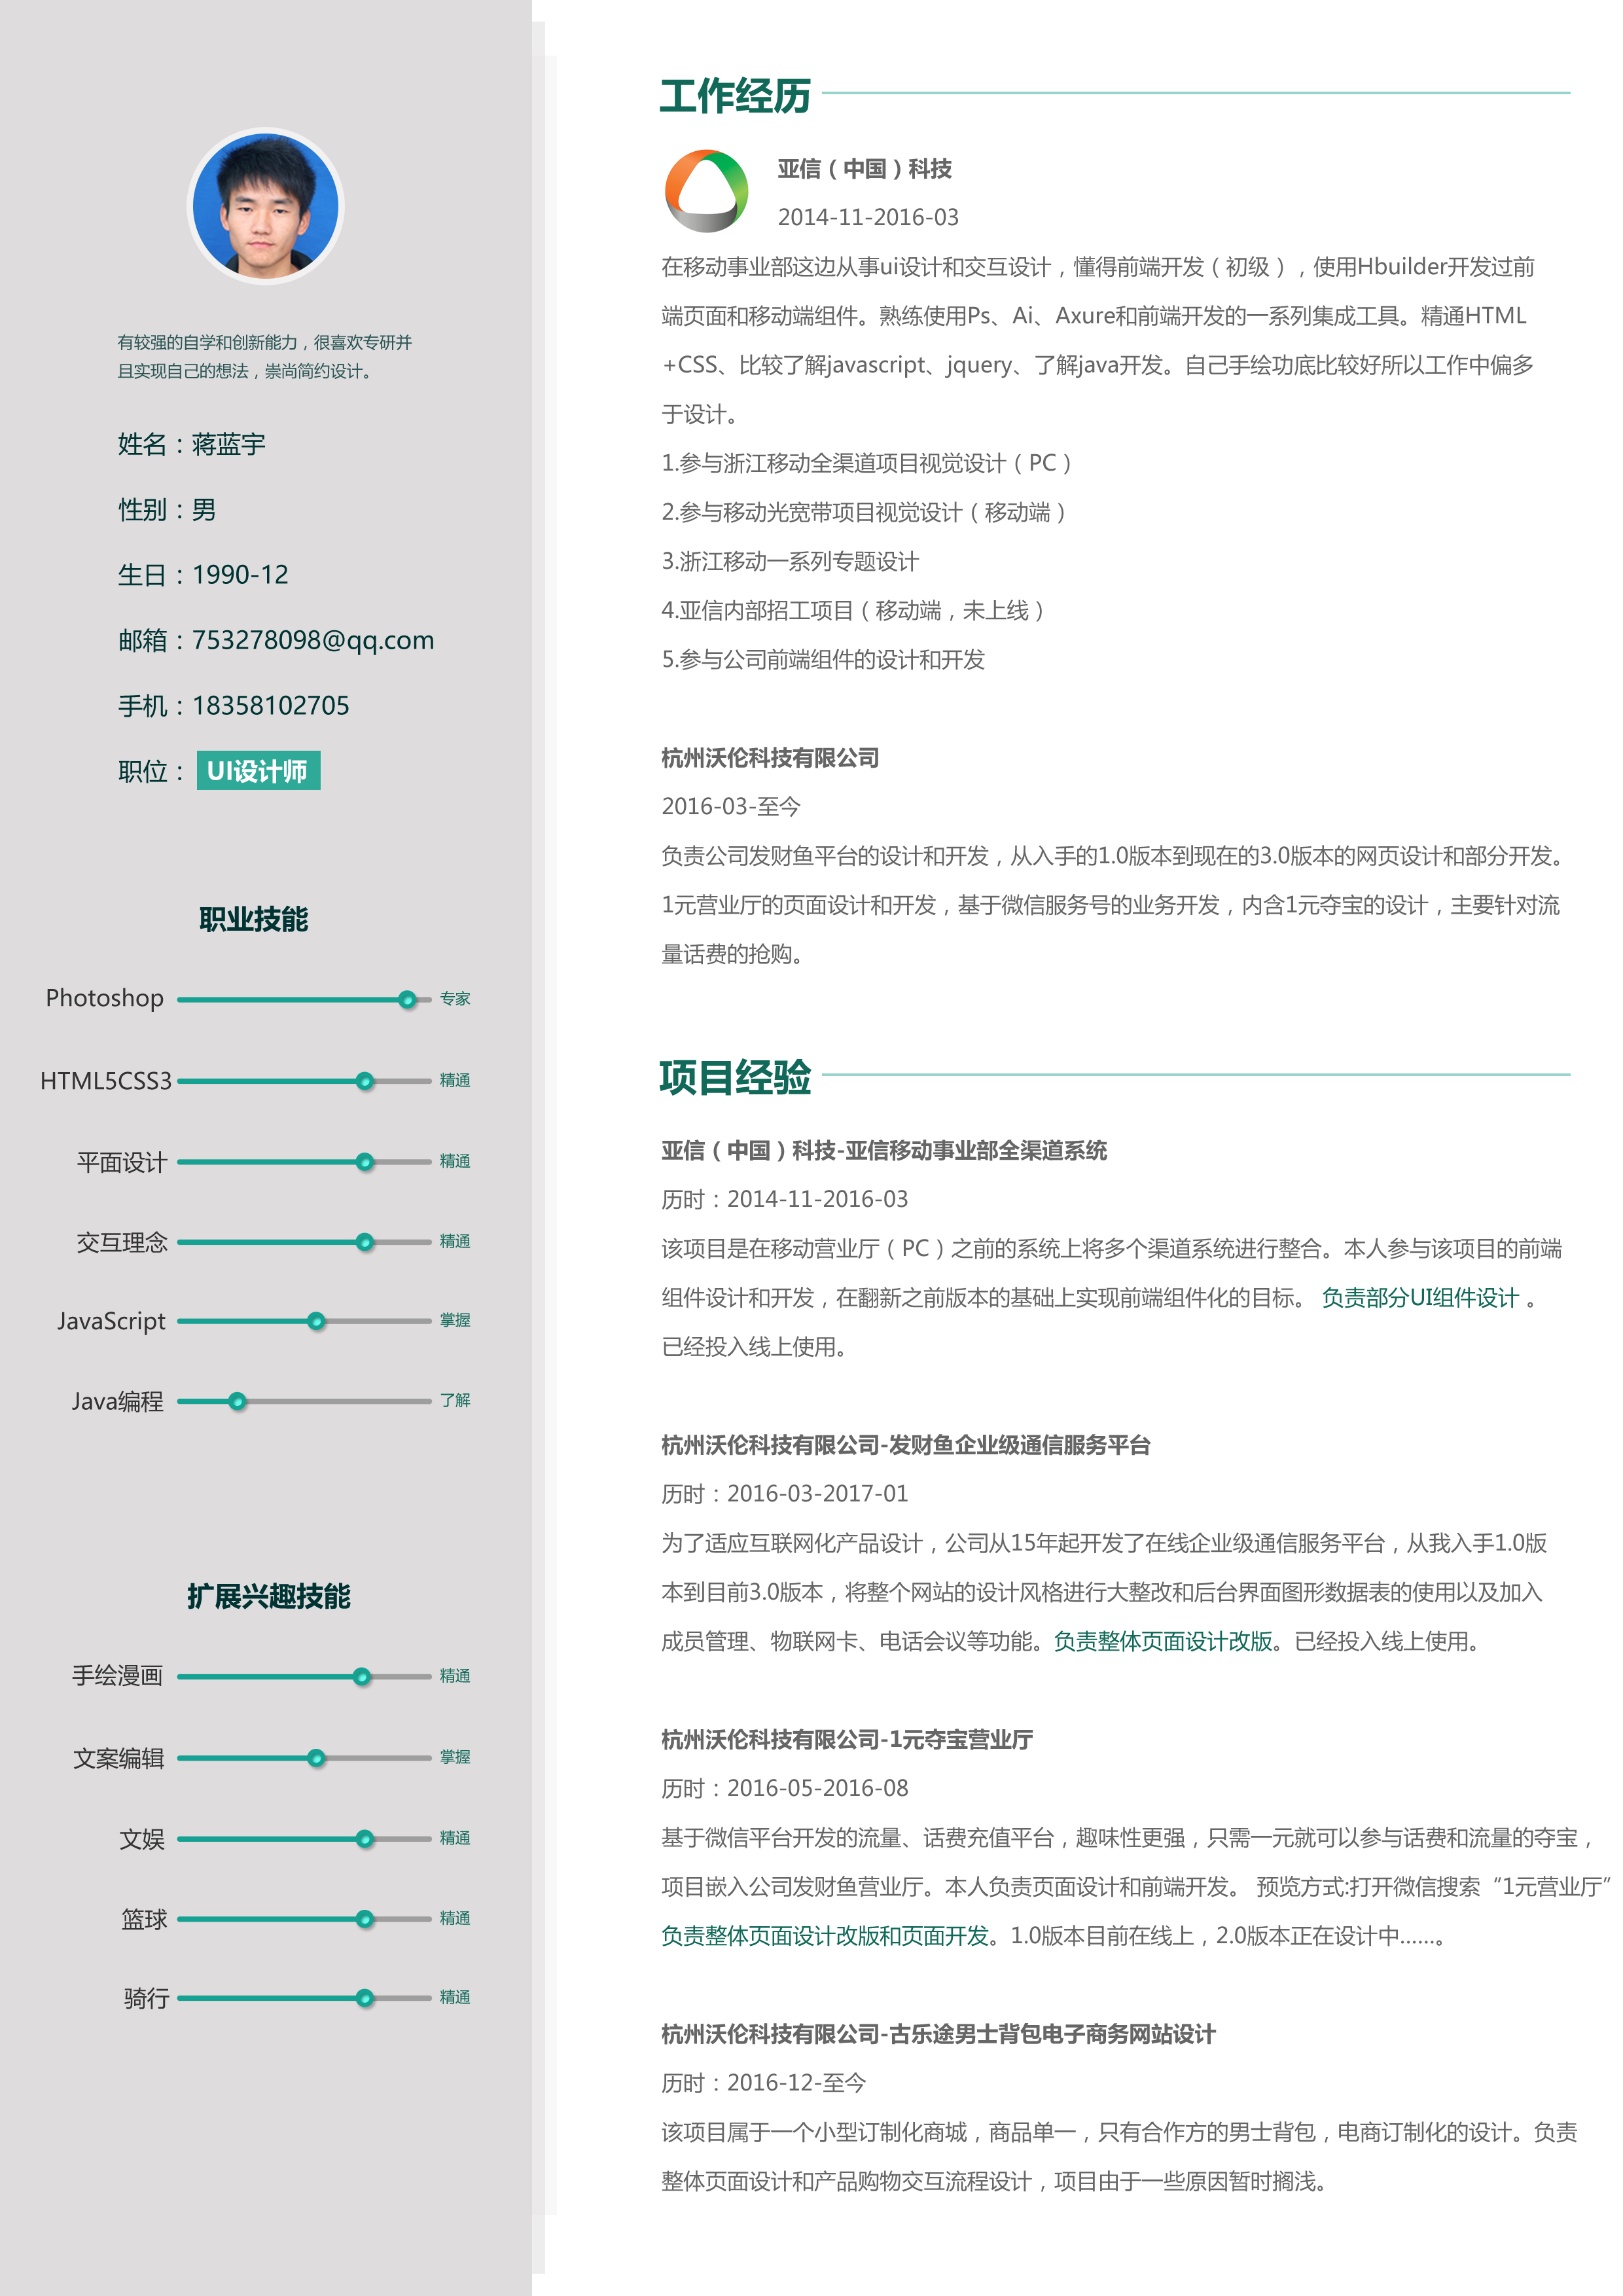 有较强的自学和创新能力，很喜欢专研并
且实现自己的想法，崇尚简约设计。
姓名：蒋蓝宇
性别：男
生日：1990-12
邮箱：753278098@qq.com
手机：18358102705
职位： UI设计师
职业技能
Photoshop 专家
HTML5CSS3 精通
平面设计 精通
交互理念 精通
JavaScript 掌握
Java编程 了解
扩展兴趣技能
手绘漫画 精通
文案编辑 掌握
文娱 精通
篮球 精通
骑行 精通
工作经历
亚信（中国）科技
2014-11-2016-03
在移动事业部这边从事ui设计和交互设计，懂得前端开发（初级），使用Hbuilder开发过前
端页面和移动端组件。熟练使用Ps、Ai、Axure和前端开发的一系列集成工具。精通HTML
+CSS、比较了解javascript、jquery、了解java开发。自己手绘功底比较好所以工作中偏多
于设计。
1.参与浙江移动全渠道项目视觉设计（PC）
2.参与移动光宽带项目视觉设计（移动端）
3.浙江移动一系列专题设计
4.亚信内部招工项目（移动端，未上线）
5.参与公司前端组件的设计和开发
杭州沃伦科技有限公司
2016-03-至今
负责公司发财鱼平台的设计和开发，从入手的1.0版本到现在的3.0版本的网页设计和部分开发。
1元营业厅的页面设计和开发，基于微信服务号的业务开发，内含1元夺宝的设计，主要针对流
量话费的抢购。
项目经验
亚信（中国）科技-亚信移动事业部全渠道系统
历时：2014-11-2016-03
该项目是在移动营业厅（PC）之前的系统上将多个渠道系统进行整合。本人参与该项目的前端
组件设计和开发，在翻新之前版本的基础上实现前端组件化的目标。 负责部分UI组件设计 。
已经投入线上使用。
杭州沃伦科技有限公司-发财鱼企业级通信服务平台
历时：2016-03-2017-01
为了适应互联网化产品设计，公司从15年起开发了在线企业级通信服务平台，从我入手1.0版
本到目前3.0版本，将整个网站的设计风格进行大整改和后台界面图形数据表的使用以及加入
成员管理、物联网卡、电话会议等功能。负责整体页面设计改版。已经投入线上使用。
杭州沃伦科技有限公司-1元夺宝营业厅
历时：2016-05-2016-08
基于微信平台开发的流量、话费充值平台，趣味性更强，只需一元就可以参与话费和流量的夺宝，
项目嵌入公司发财鱼营业厅。本人负责页面设计和前端开发。 预览方式:打开微信搜索“1元营业厅”
负责整体页面设计改版和页面开发。1.0版本目前在线上，2.0版本正在设计中......。
杭州沃伦科技有限公司-古乐途男士背包电子商务网站设计
历时：2016-12-至今
该项目属于一个小型订制化商城，商品单一，只有合作方的男士背包，电商订制化的设计。负责
整体页面设计和产品购物交互流程设计，项目由于一些原因暂时搁浅。